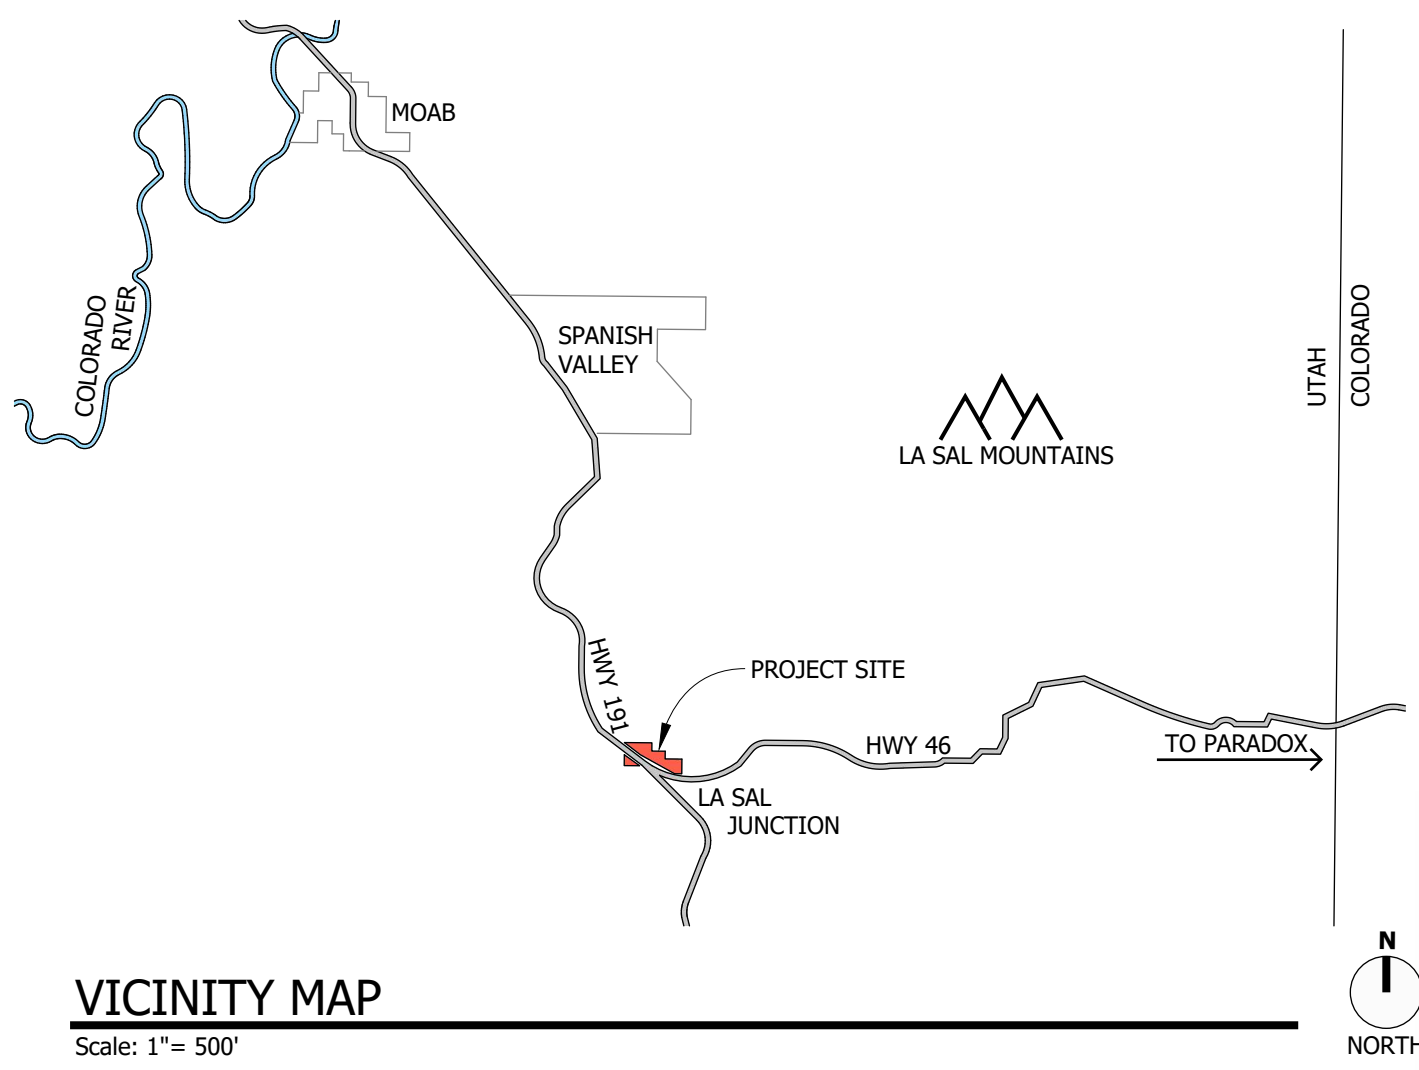 MOAB
COLORADO
RIVER
SPANISH
VALLEY
UTAH
COLORADO
LA SAL MOUNTAINS
HWY 191
PROJECT SITE
HWY 46
TO PARADOX
LA SAL
JUNCTION
N
NORTH
VICINITY MAP
Scale: 1"= 500'